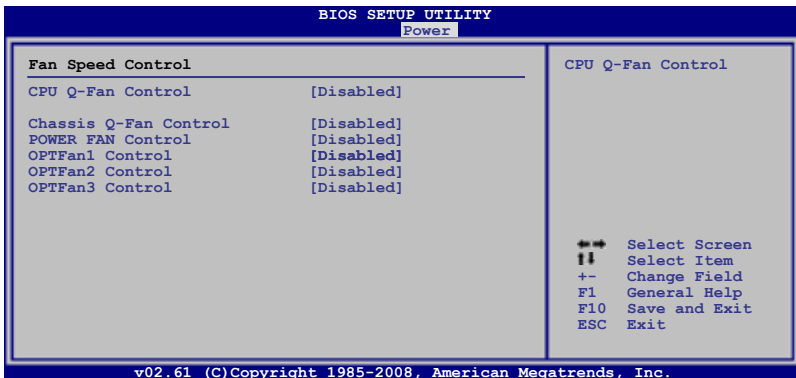 BIOS SETUP UTILITY
Power
Fan Speed Control
CPU Q-Fan Control [Disabled]
Chassis Q-Fan Control [Disabled]
POWER FAN Control [Disabled]
OPTFan1 Control [Disabled]
OPTFan2 Control [Disabled]
OPTFan3 Control [Disabled]
CPU Q-Fan Control
Select Screen
Select Item
+- Change Field
F1 General Help
F10 Save and Exit
ESC Exit
v02.61 (C)Copyright 1985-2008, American Megatrends, Inc.